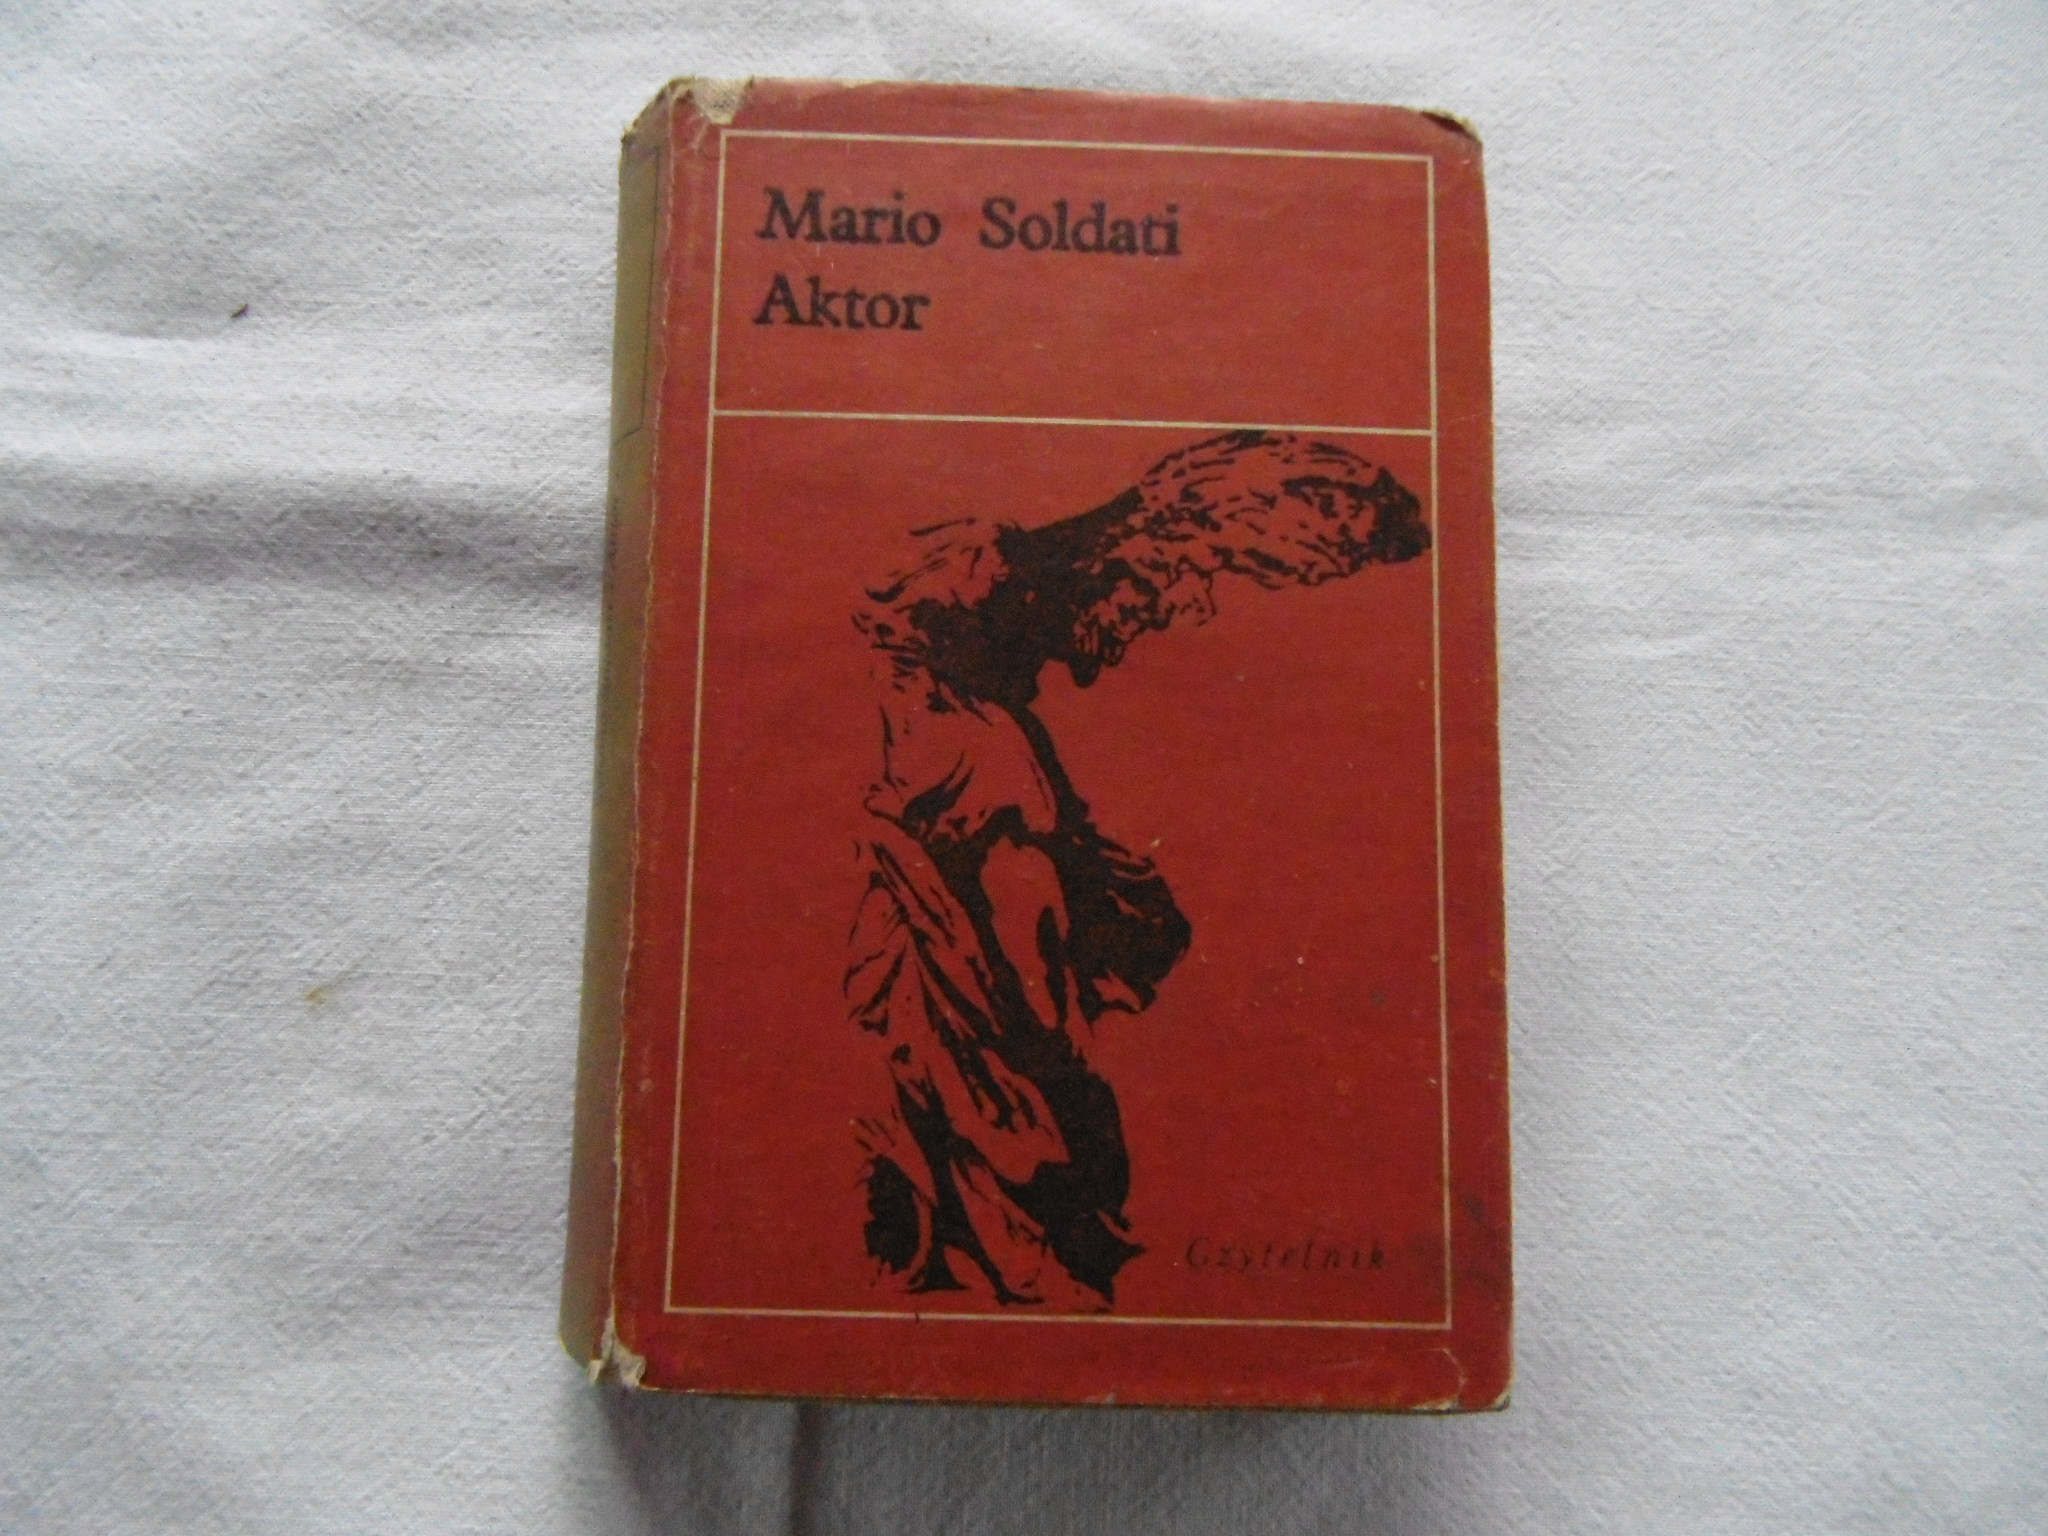 Mario Soldati
Aktor
Czytelnik